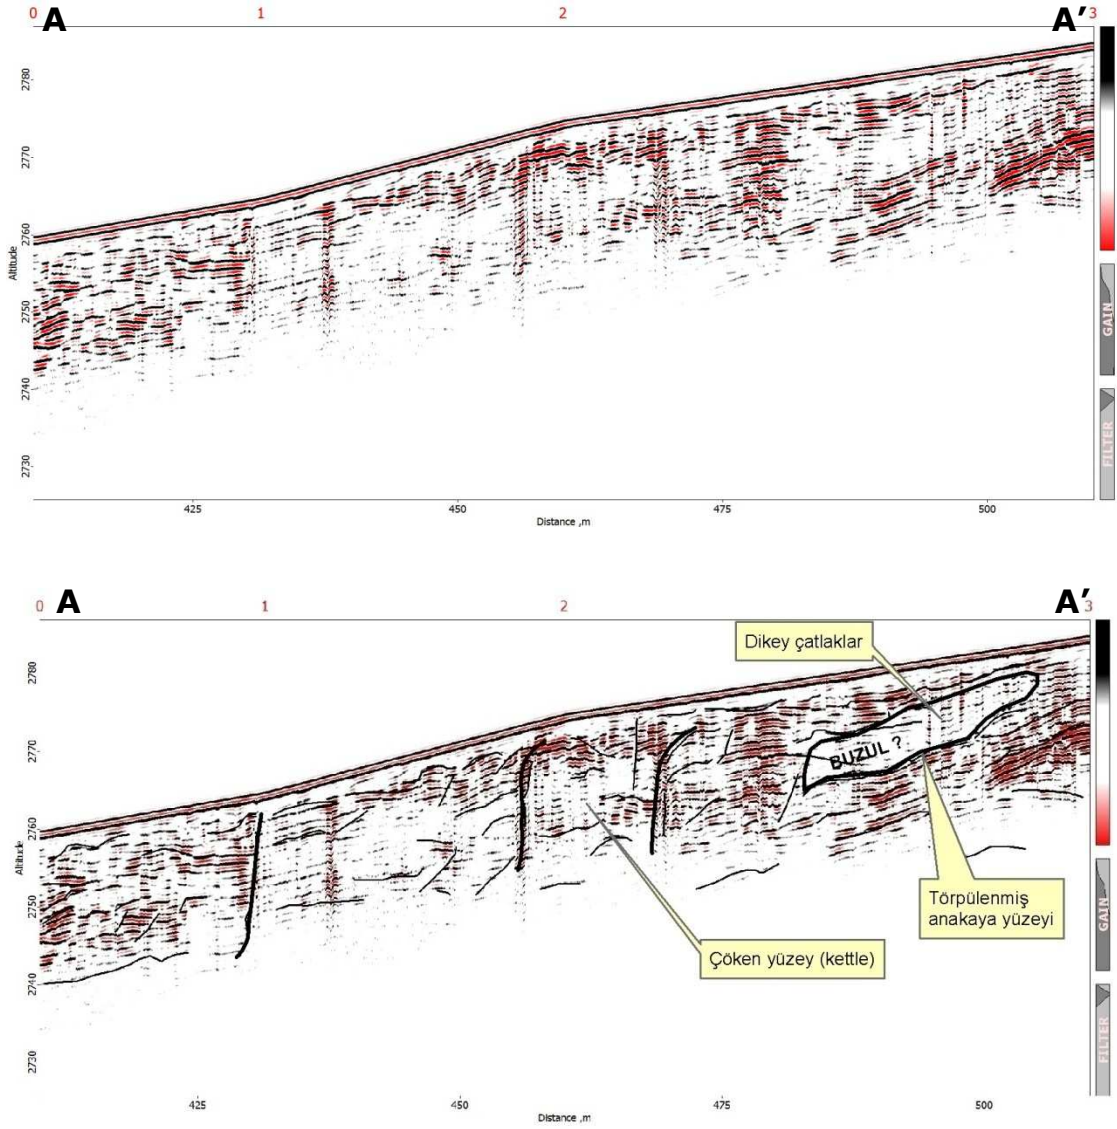 0 A 1 2 A′ 3
2780
2770
2760
2750
2740
2730
Altitude
GAIN
FILTER
425 450 475 500
Distance ,m
0 A 1 2 A′ 3
Dikey çatlaklar
2780
2770
2760
2750
2740
2730
Altitude
BUZUL ?
Törpülenmiş
anakaya yüzeyi
Çöken yüzey (kettle)
GAIN
FILTER
425 450 475 500
Distance ,m